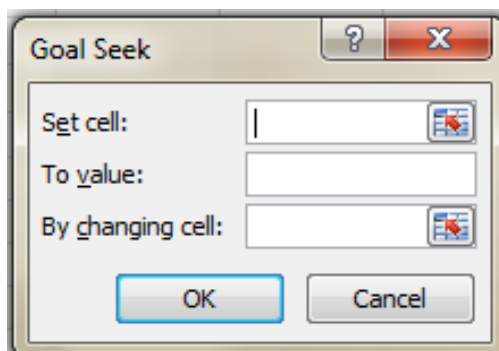 Goal Seek
Set cell:
To value:
By changing cell:
OK Cancel